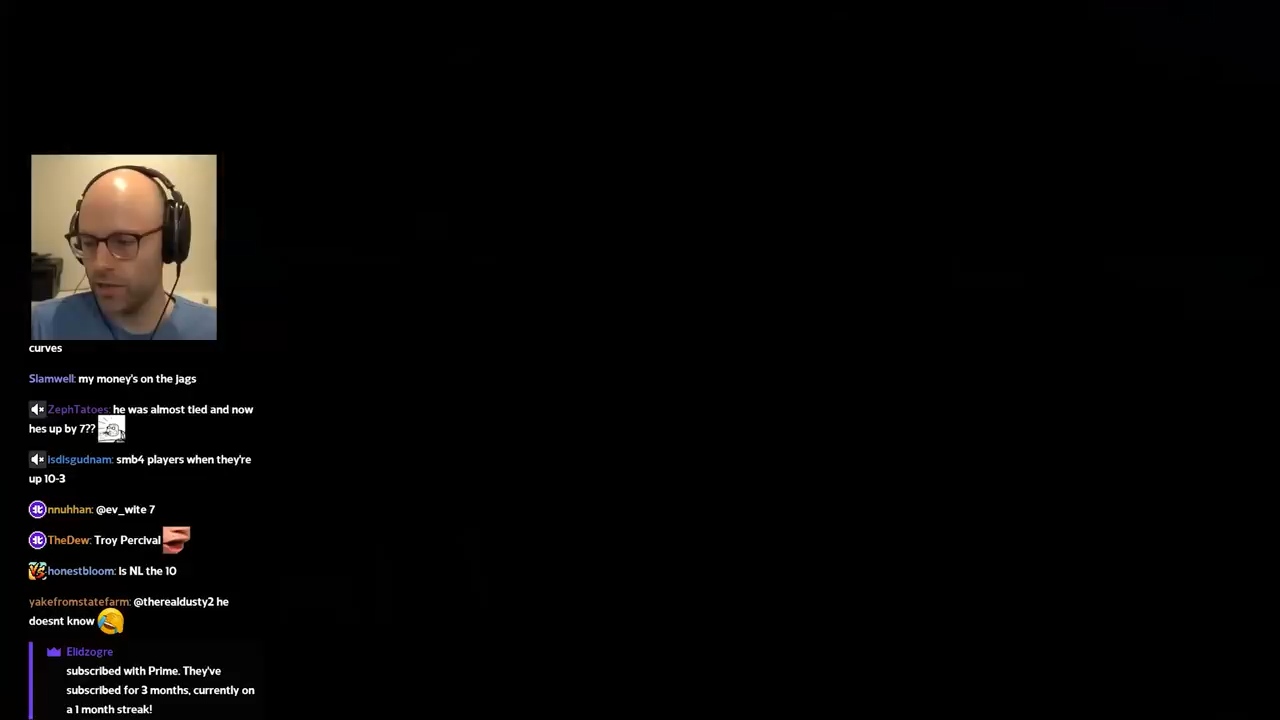 curves
Slamwell: my money's on the jags
ZephTatoes: he was almost tied and now
hes up by 7??
isdisgudnam: smb4 players when they're
up 10-3
nnuhhan: @ev_wite 7
TheDew: Troy Percival
honestbloom: is NL the 10
yakefromstatefarm: @therealdusty2 he
doesnt know
Elidzogre
subscribed with Prime. They've
subscribed for 3 months, currently on
a 1 month streak!